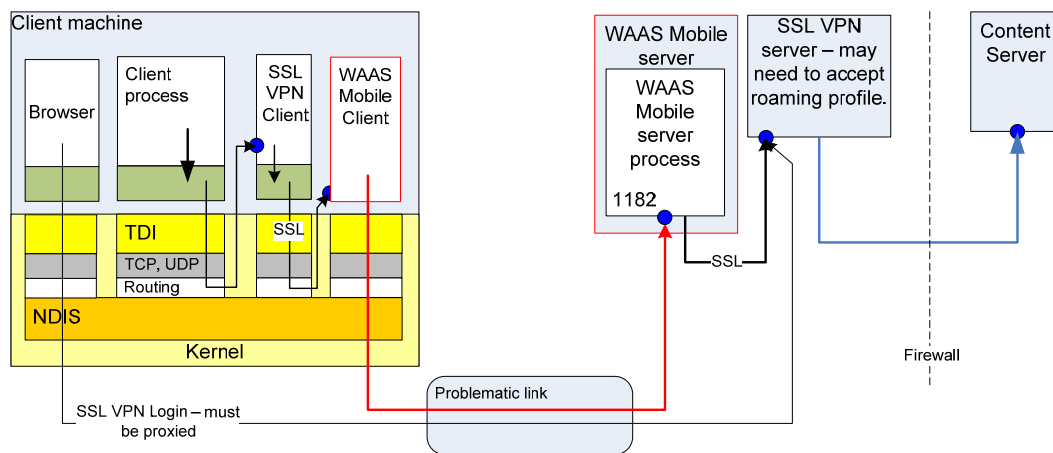 Client machine
Browser
Client
process
SSL
VPN
Client
WAAS
Mobile
Client
TDI
TCP, UDP
Routing
SSL
NDIS
Kernel
SSL VPN Login – must
be proxied
Problematic link
WAAS Mobile
server
WAAS
Mobile
server
process
1182
SSL
SSL VPN
server – may
need to accept
roaming profile.
Content
Server
Firewall